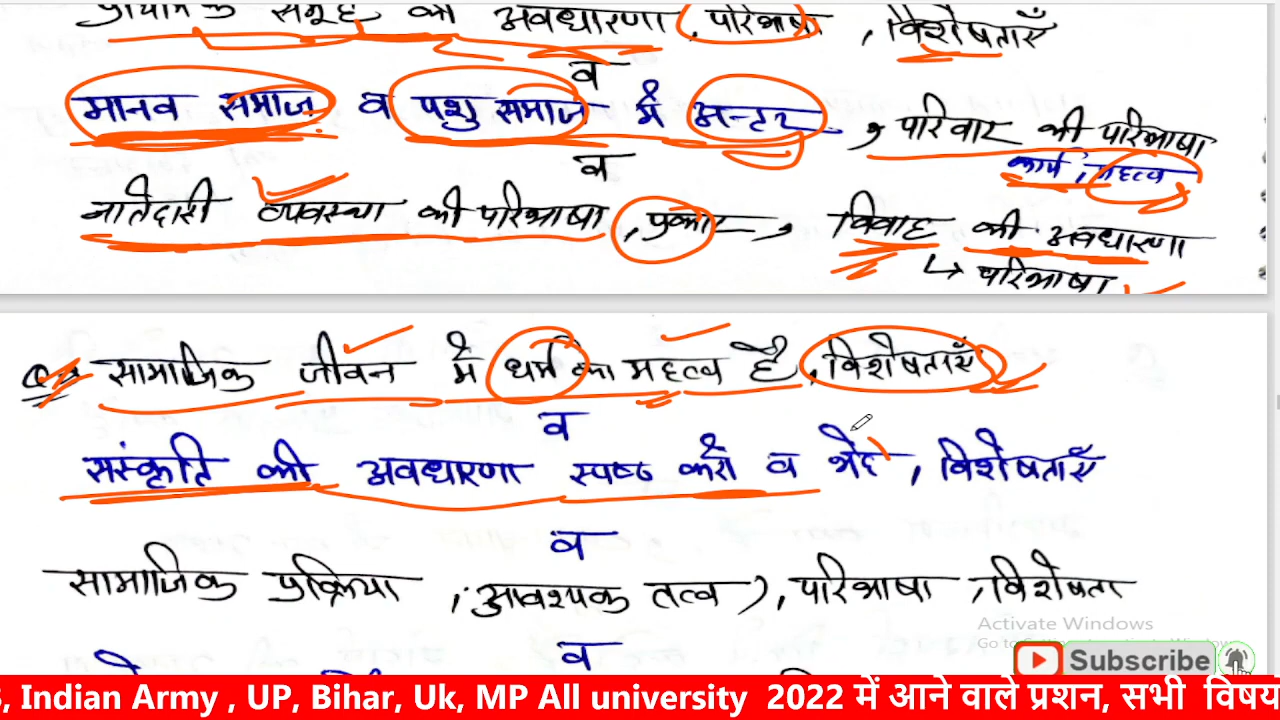 समूह की अवधारणा, परिभाषा, विशेषताएँ
व
मानव समाज व पशु समाज में अन्तर, परिवार की परिभाषा
कार्य, महत्व
व
नातेदारी व्यवस्था की परिभाषा, प्रकार, विवाह की अवधारणा
↳ परिभाषा
सामाजिक जीवन में धर्म का महत्व है, विशेषताएँ
व
संस्कृति की अवधारणा स्पष्ट करो व भेद, विशेषताएँ
व
सामाजिक प्रक्रिया, (आवश्यक तत्व), परिभाषा, विशेषता
व
Activate Windows
Subscribe
, Indian Army , UP, Bihar, Uk, MP All university 2022 में आने वाले प्रशन, सभी विषय